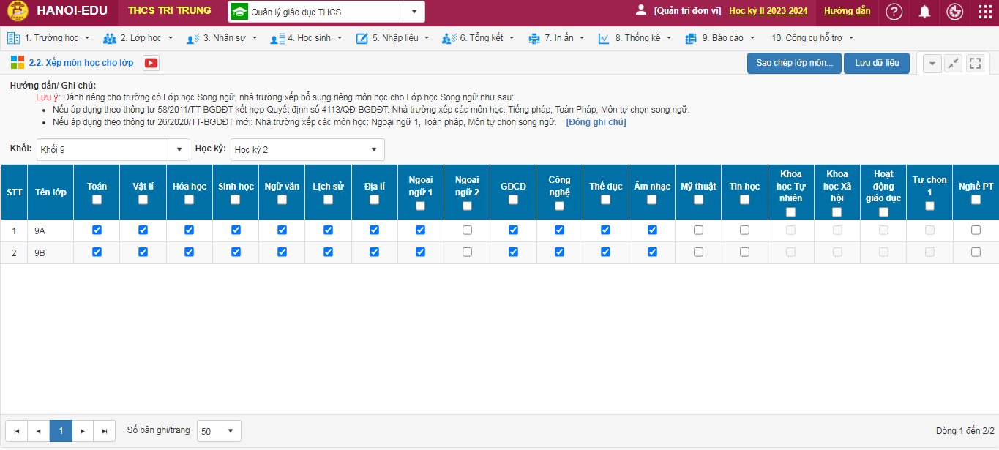 HANOI-EDU THCS TRI TRUNG Quản lý giáo dục THCS [Quản trị đơn vị] Học kỳ II 2023-2024 Hướng dẫn
1. Trường học 2. Lớp học 3. Nhân sự 4. Học sinh 5. Nhập liệu 6. Tổng kết 7. In ấn 8. Thống kê 9. Báo cáo 10. Công cụ hỗ trợ
2.2. Xếp môn học cho lớp Sao chép lớp môn... Lưu dữ liệu
Hướng dẫn/ Ghi chú:
Lưu ý: Dành riêng cho trường có Lớp học Song ngữ, nhà trường xếp bổ sung riêng môn học cho Lớp học Song ngữ như sau:
• Nếu áp dụng theo thông tư 58/2011/TT-BGDĐT kết hợp Quyết định số 4113/QĐ-BGDĐT: Nhà trường xếp các môn học: Tiếng pháp, Toán Pháp, Môn tự chọn song ngữ.
• Nếu áp dụng theo thông tư 26/2020/TT-BGDĐT mới: Nhà trường xếp các môn học: Ngoại ngữ 1, Toán pháp, Môn tự chọn song ngữ. [Đóng ghi chú]
Khối: Khối 9 Học kỳ: Học kỳ 2
STT Tên lớp Toán Vật lí Hóa học Sinh học Ngữ văn Lịch sử Địa lí Ngoại ngữ 1 Ngoại ngữ 2 GDCD Công nghệ Thể dục Âm nhạc Mỹ thuật Tin học Khoa học Tự nhiên Khoa học Xã hội Hoạt động giáo dục Tự chọn 1 Nghề PT
1 9A
2 9B
1 Số bản ghi/trang 50 Dòng 1 đến 2/2